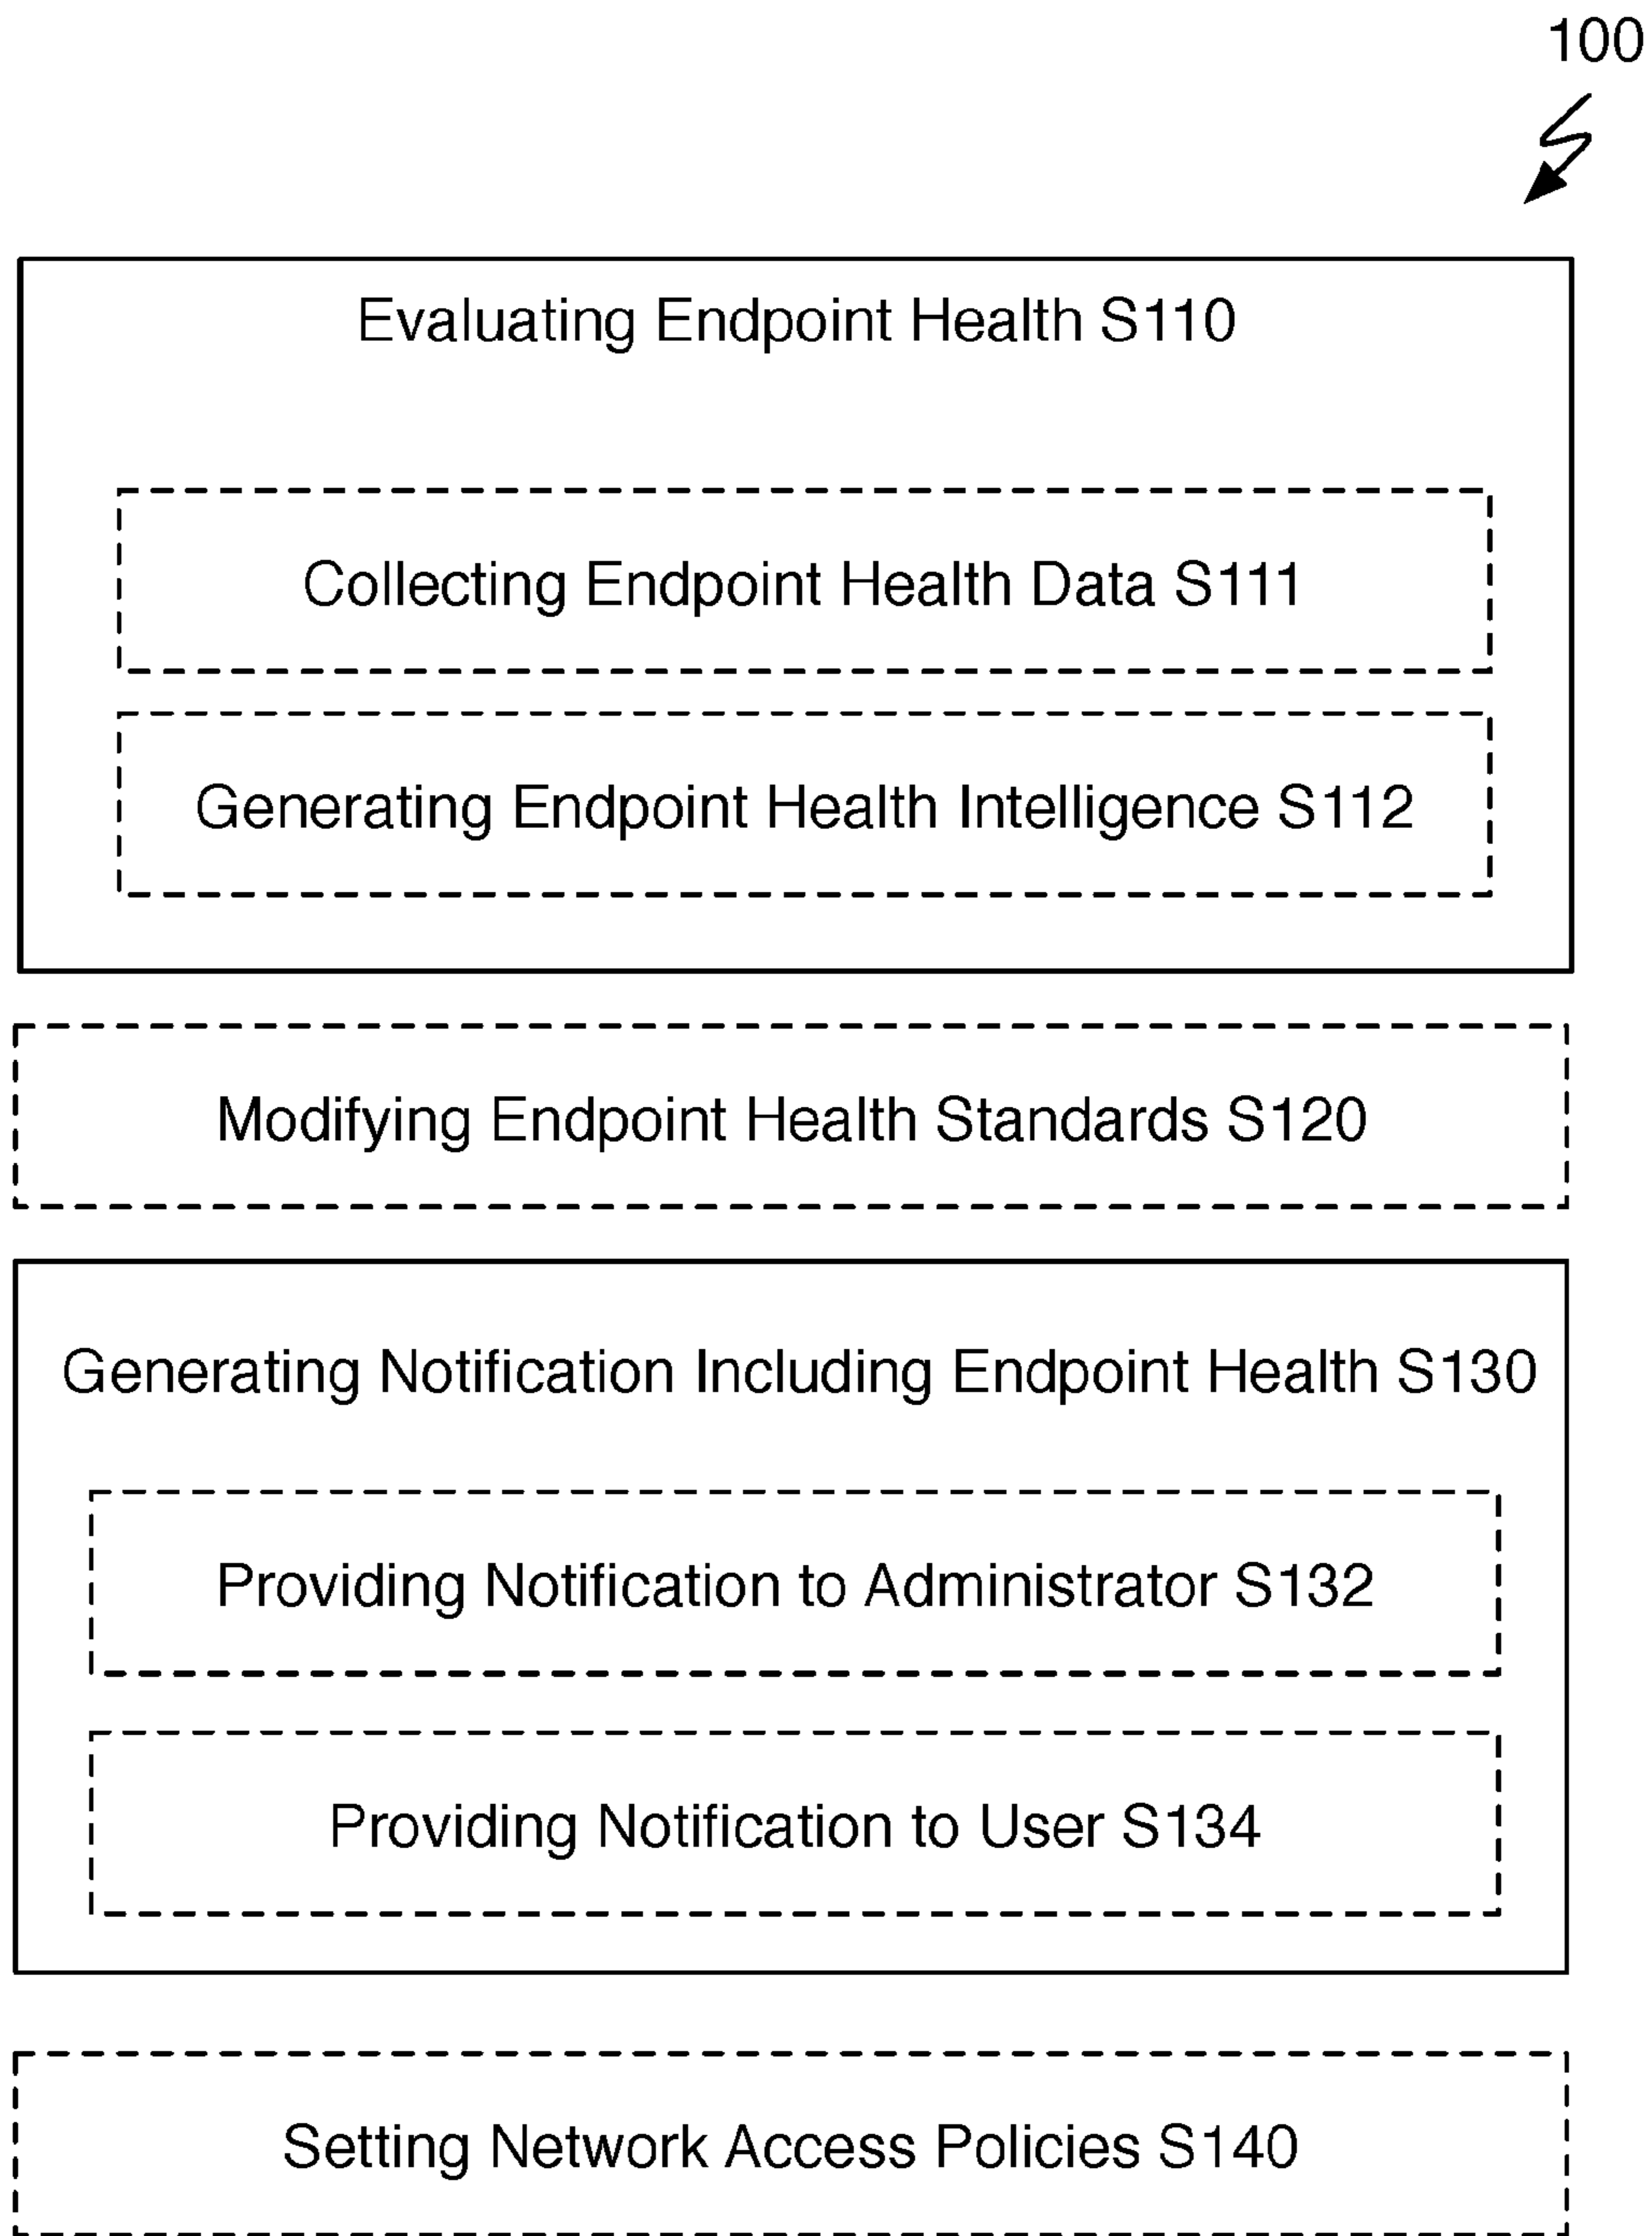 100
Evaluating Endpoint Health S110
Collecting Endpoint Health Data S111
Generating Endpoint Health Intelligence S112
Modifying Endpoint Health Standards S120
Generating Notification Including Endpoint Health S130
Providing Notification to Administrator S132
Providing Notification to User S134
Setting Network Access Policies S140